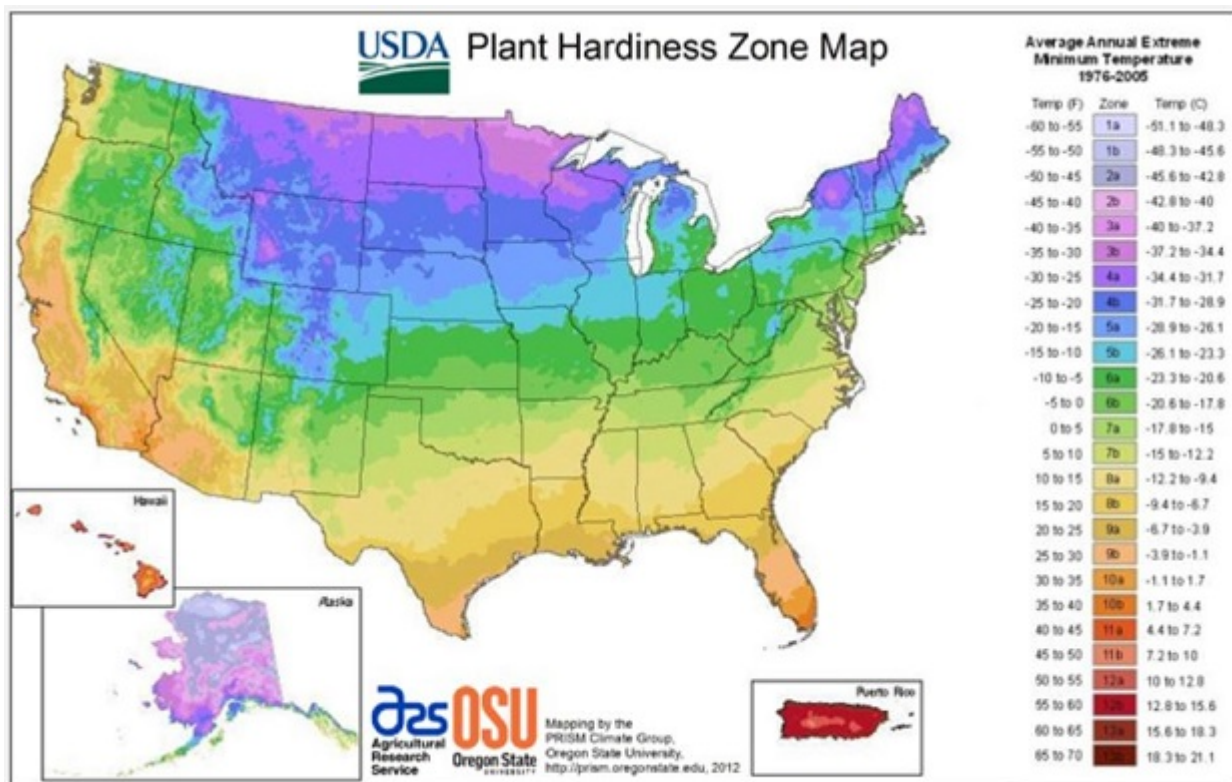 USDA Plant Hardiness Zone Map
Average Annual Extreme
Minimum Temperature
1976-2005
Temp (F) Zone Temp (C)
-60 to -55 1a -51.1 to -48.3
-55 to -50 1b -48.3 to -45.6
-50 to -45 2a -45.6 to -42.8
-45 to -40 2b -42.8 to -40
-40 to -35 3a -40 to -37.2
-35 to -30 3b -37.2 to -34.4
-30 to -25 4a -34.4 to -31.7
-25 to -20 4b -31.7 to -28.9
-20 to -15 5a -28.9 to -26.1
-15 to -10 5b -26.1 to -23.3
-10 to -5 6a -23.3 to -20.6
-5 to 0 6b -20.6 to -17.8
0 to 5 7a -17.8 to -15
5 to 10 7b -15 to -12.2
10 to 15 8a -12.2 to -9.4
15 to 20 8b -9.4 to -6.7
20 to 25 9a -6.7 to -3.9
25 to 30 9b -3.9 to -1.1
30 to 35 10a -1.1 to 1.7
35 to 40 10b 1.7 to 4.4
40 to 45 11a 4.4 to 7.2
45 to 50 11b 7.2 to 10
50 to 55 12a 10 to 12.8
55 to 60 12b 12.8 to 15.6
60 to 65 13a 15.6 to 18.3
65 to 70 13b 18.3 to 21.1
Hawaii
Alaska
ars
Agricultural
Research
Service
OSU
Oregon State
UNIVERSITY
Mapping by the
PRISM Climate Group,
Oregon State University,
http://prism.oregonstate.edu, 2012
Puerto Rico